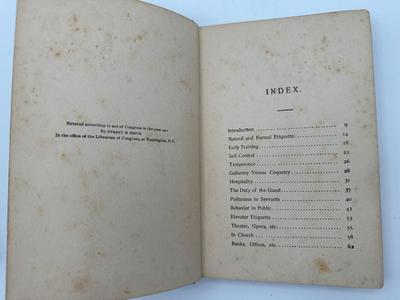 Entered according to act of Congress in the year 1901
By STREET & SMITH
In the office of the Librarian of Congress, at Washington, D. C.
INDEX.
Introduction 9
Natural and Formal Etiquette 14
Early Training 18
Self-Control 23
Temperance 26
Gallantry Versus Coquetry 28
Hospitality 31
The Duty of the Guest 37
Politeness to Servants 40
Behavior in Public 43
Elevator Etiquette 53
Theater, Opera, etc 55
In Church 58
Banks, Offices, etc. 62